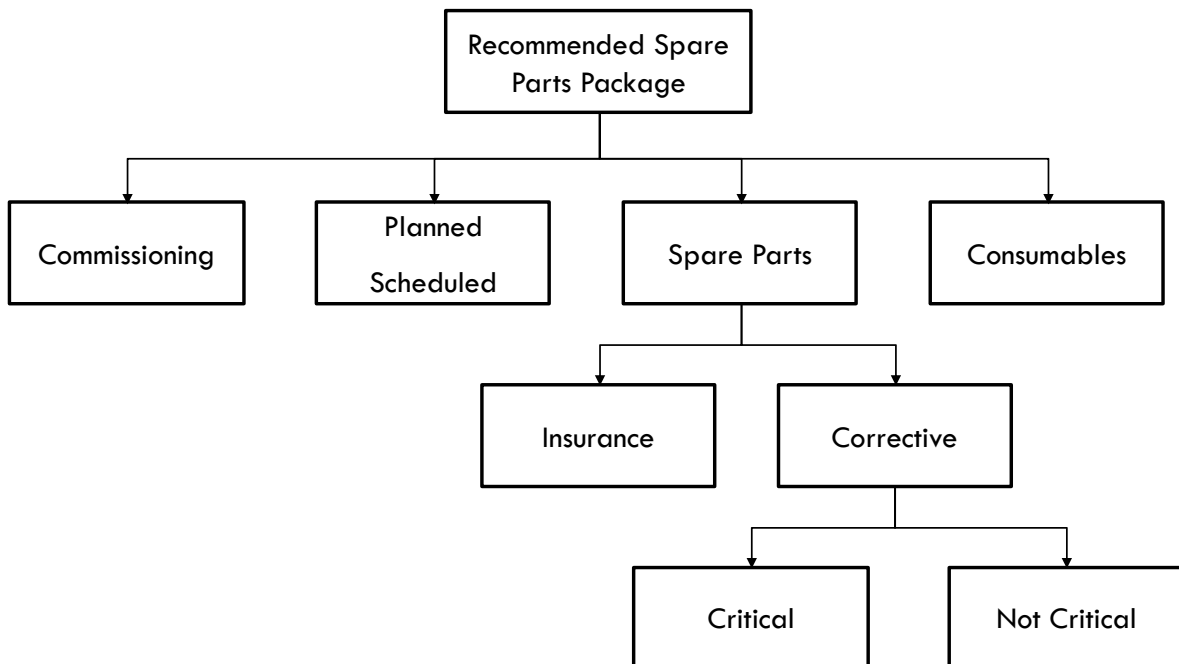 Recommended Spare
Parts Package
Commissioning
Planned
Scheduled
Spare Parts
Consumables
Insurance
Corrective
Critical
Not Critical